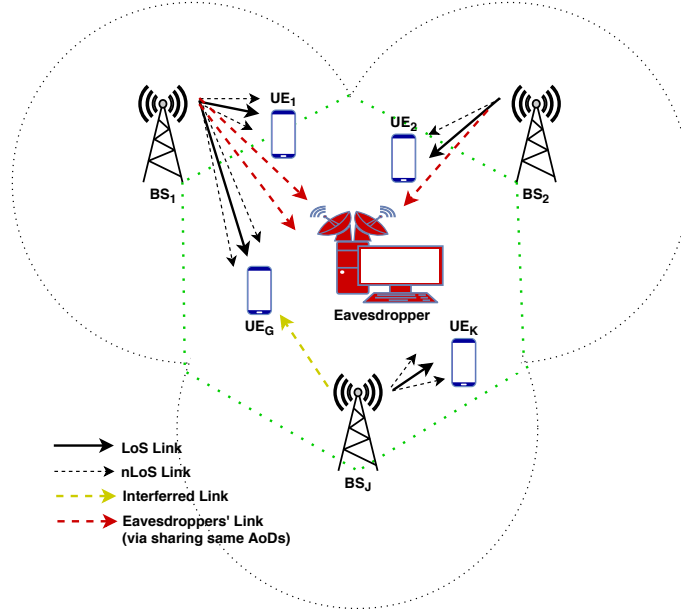 UE1
UE2
BS1
BS2
Eavesdropper
UEG
UEK
BSJ
LoS Link
nLoS Link
Interferred Link
Eavesdroppers' Link
(via sharing same AoDs)